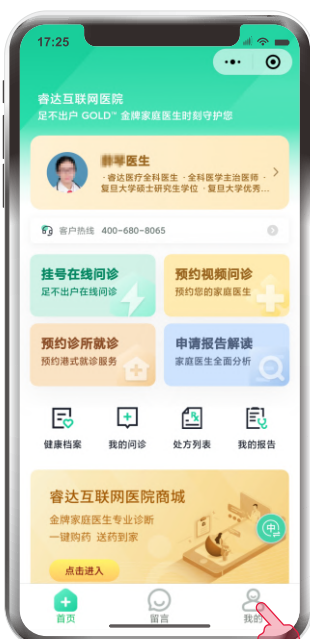 17:25
睿达互联网医院
足不出户 GOLD™ 金牌家庭医生时刻守护您
医生
·睿达医疗全科医生 · 全科医学主治医师 ·
复旦大学硕士研究生学位 · 复旦大学优秀...
客户热线 400-680-8065
挂号在线问诊
足不出户在线问诊
预约视频问诊
预约您的家庭医生
预约诊所就诊
预约港式就诊服务
申请报告解读
家庭医生全面分析
健康档案
我的问诊
处方列表
我的报告
睿达互联网医院商城
金牌家庭医生专业诊断
一键购药 送药到家
点击进入
申
首页
留言
我的